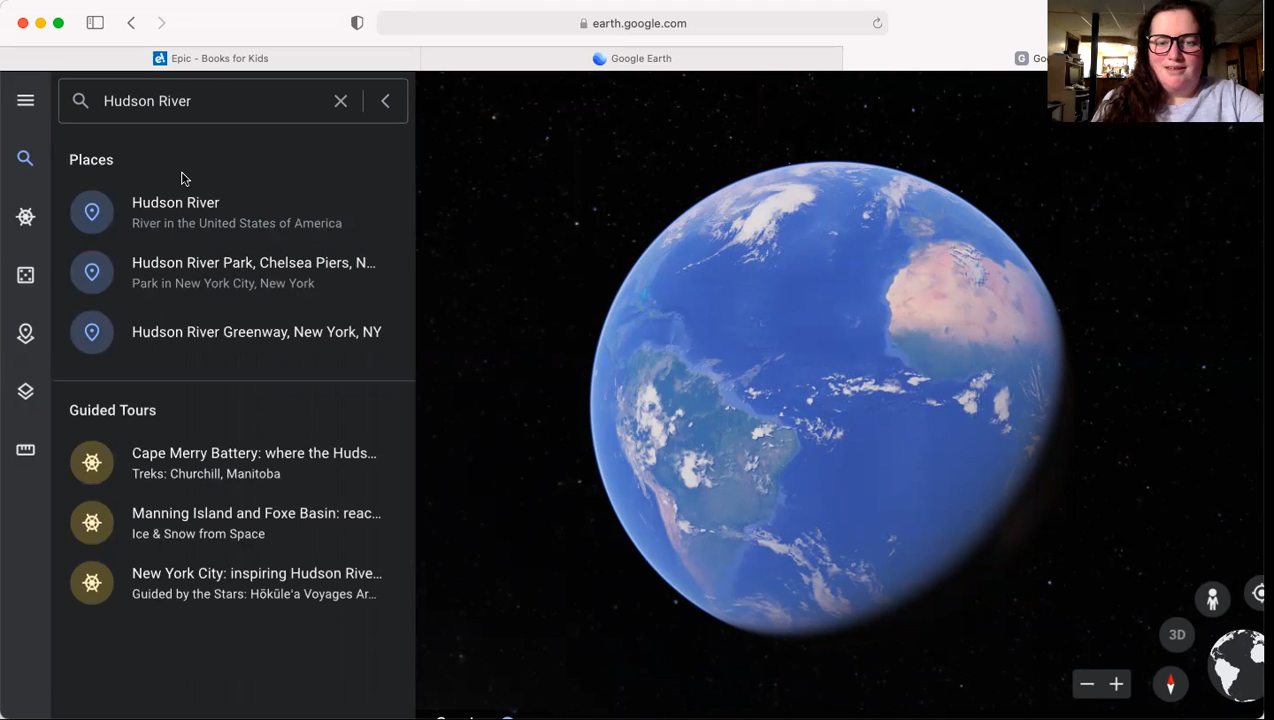 earth.google.com
Epic - Books for Kids
Google Earth
Hudson River
Places
Hudson River
River in the United States of America
Hudson River Park, Chelsea Piers, N...
Park in New York City, New York
Hudson River Greenway, New York, NY
Guided Tours
Cape Merry Battery: where the Huds...
Treks: Churchill, Manitoba
Manning Island and Foxe Basin: reac...
Ice & Snow from Space
New York City: inspiring Hudson Rive...
Guided by the Stars: Hōkūleʻa Voyages Ar...
3D